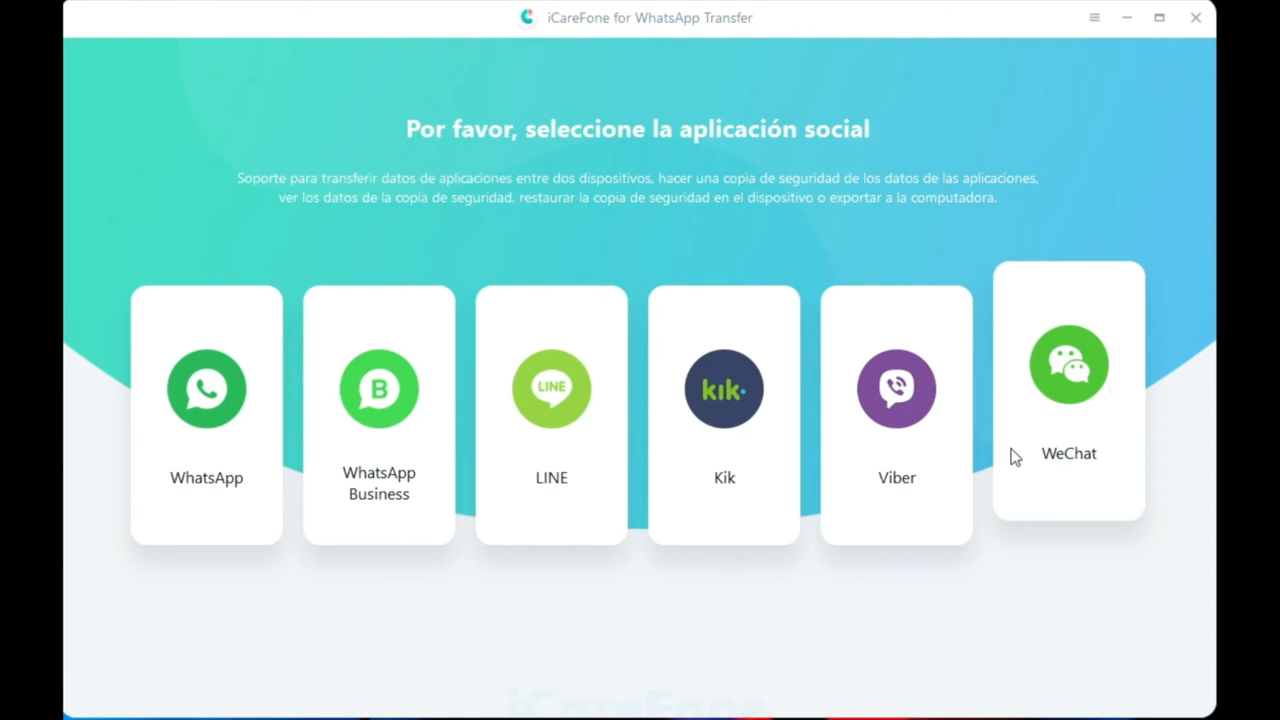 iCareFone for WhatsApp Transfer
Por favor, seleccione la aplicación social
Soporte para transferir datos de aplicaciones entre dos dispositivos, hacer una copia de seguridad de los datos de las aplicaciones,
ver los datos de la copia de seguridad, restaurar la copia de seguridad en el dispositivo o exportar a la computadora.
B
LINE
kik
WhatsApp
WhatsApp
Business
LINE
Kik
Viber
WeChat
iCareFone